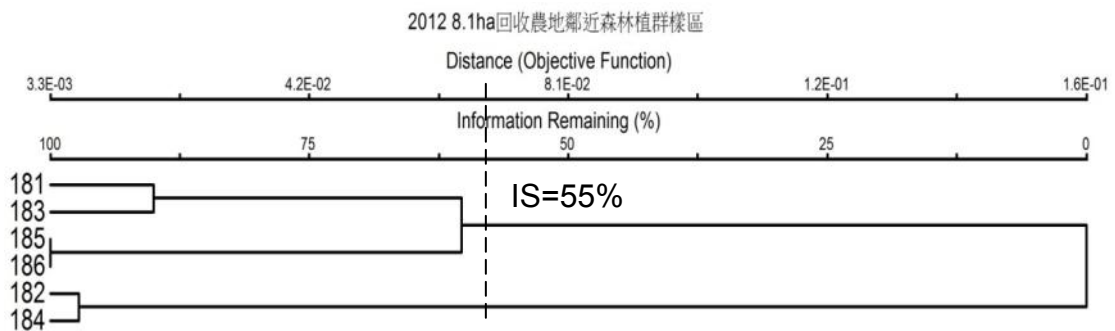 2012 8.1ha回收農地鄰近森林植群樣區
Distance (Objective Function)
3.3E-03 4.2E-02 8.1E-02 1.2E-01 1.6E-01
Information Remaining (%)
100 75 50 25 0
181
IS=55%
183
185
186
182
184